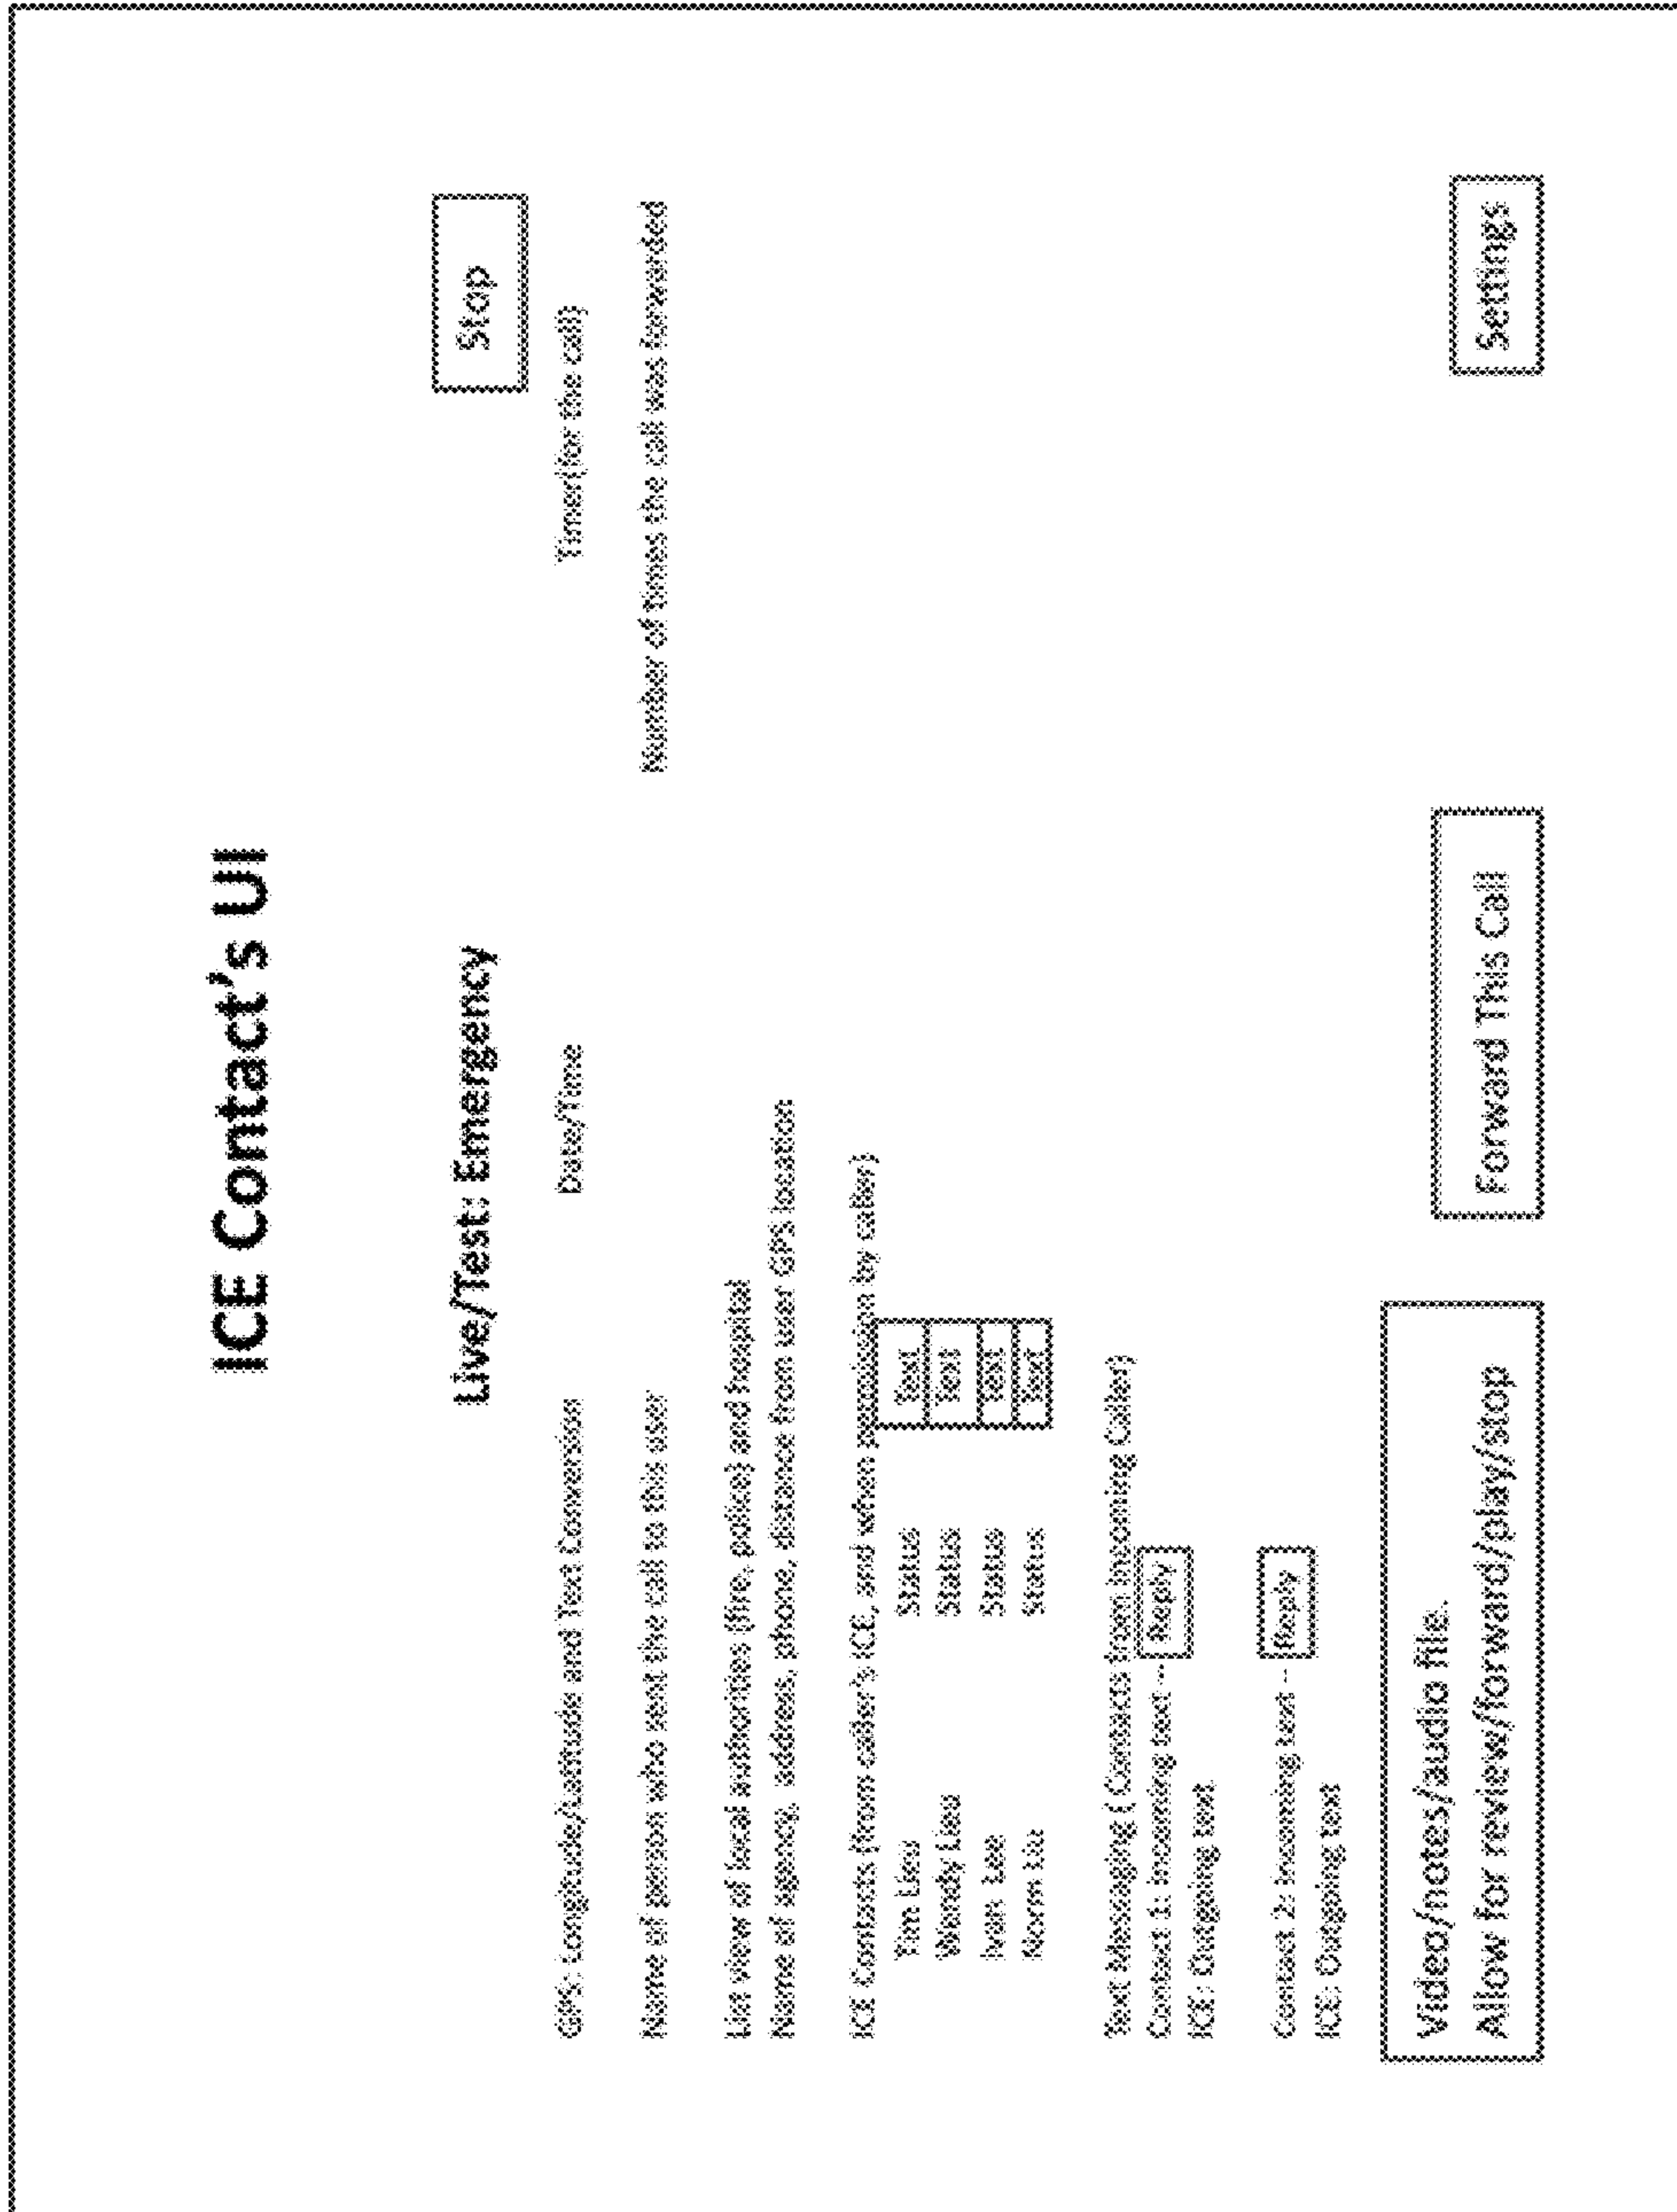 ICE Contact's UI
Live/Test: Emergency
Stop
GPS: Longitude/Latitude and Text Conversion
Date/Time
Timer(for the call)
Name of person who sent the call to this user
Number of times the call was forwarded
List view of local authorities (fire, police) and hospital
Name of agency, address, phone, distance from user GPS location
ICE Contacts (from caller's ICE, and when permission by caller)
Tim Lieu Status Text
Wendy Lieu Status Text
Ivan Lee Status Text
Norm Liu Status Text
Text Messaging ( Contacts from Incoming Caller)
Contact 1: Incoming text -- Reply
ICE: Outgoing text
Contact 2: Incoming text -- Reply
ICE: Outgoing text
Video/notes/audio file.
Allow for review/forward/play/stop
Forward This Call
Settings